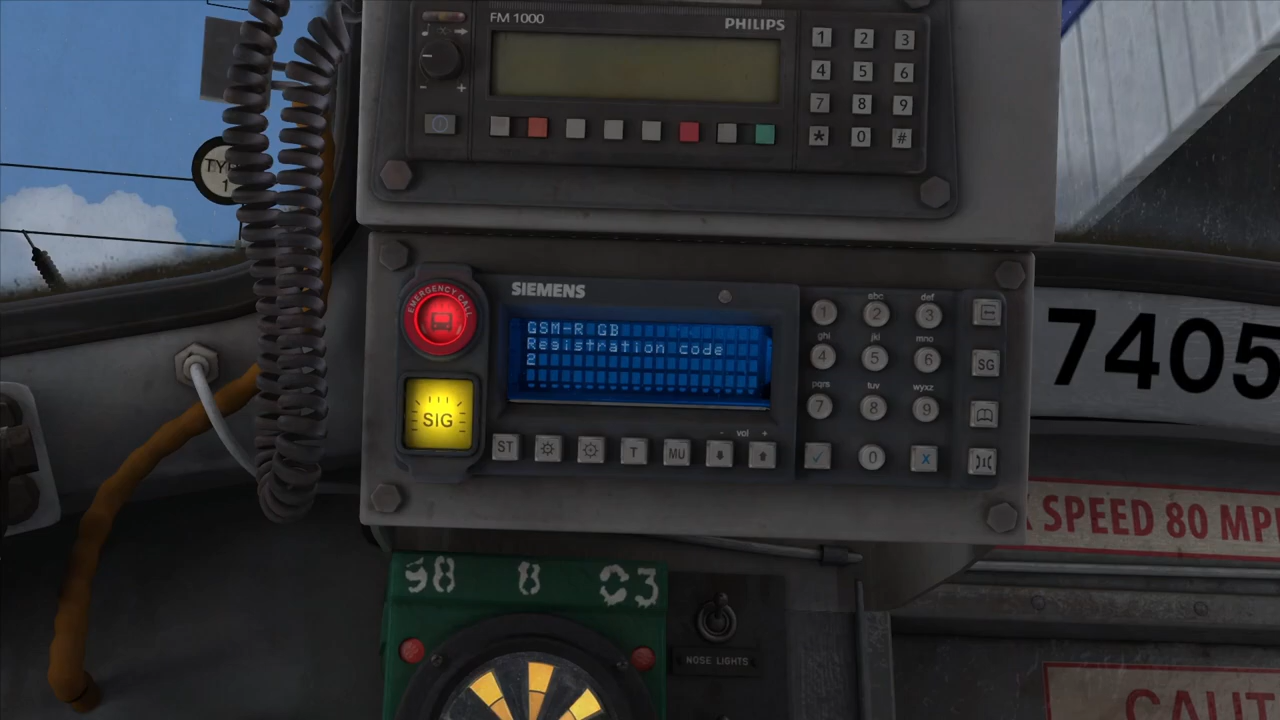 FM 1000
PHILIPS
1 2 3
4 5 6
7 8 9
* 0 #
- +
TY
1
EMERGENCY CALL
SIEMENS
GSM-R GB
Registration code
2
SIG
ST
T
MU
- vol +
abc def
1 2 3
ghi jkl mno
4 5 6
pqrs tuv wxyz
7 8 9
✓ 0 X
SG
7405
SPEED 80 MP
98 8 03
NOSE LIGHTS
CAUT